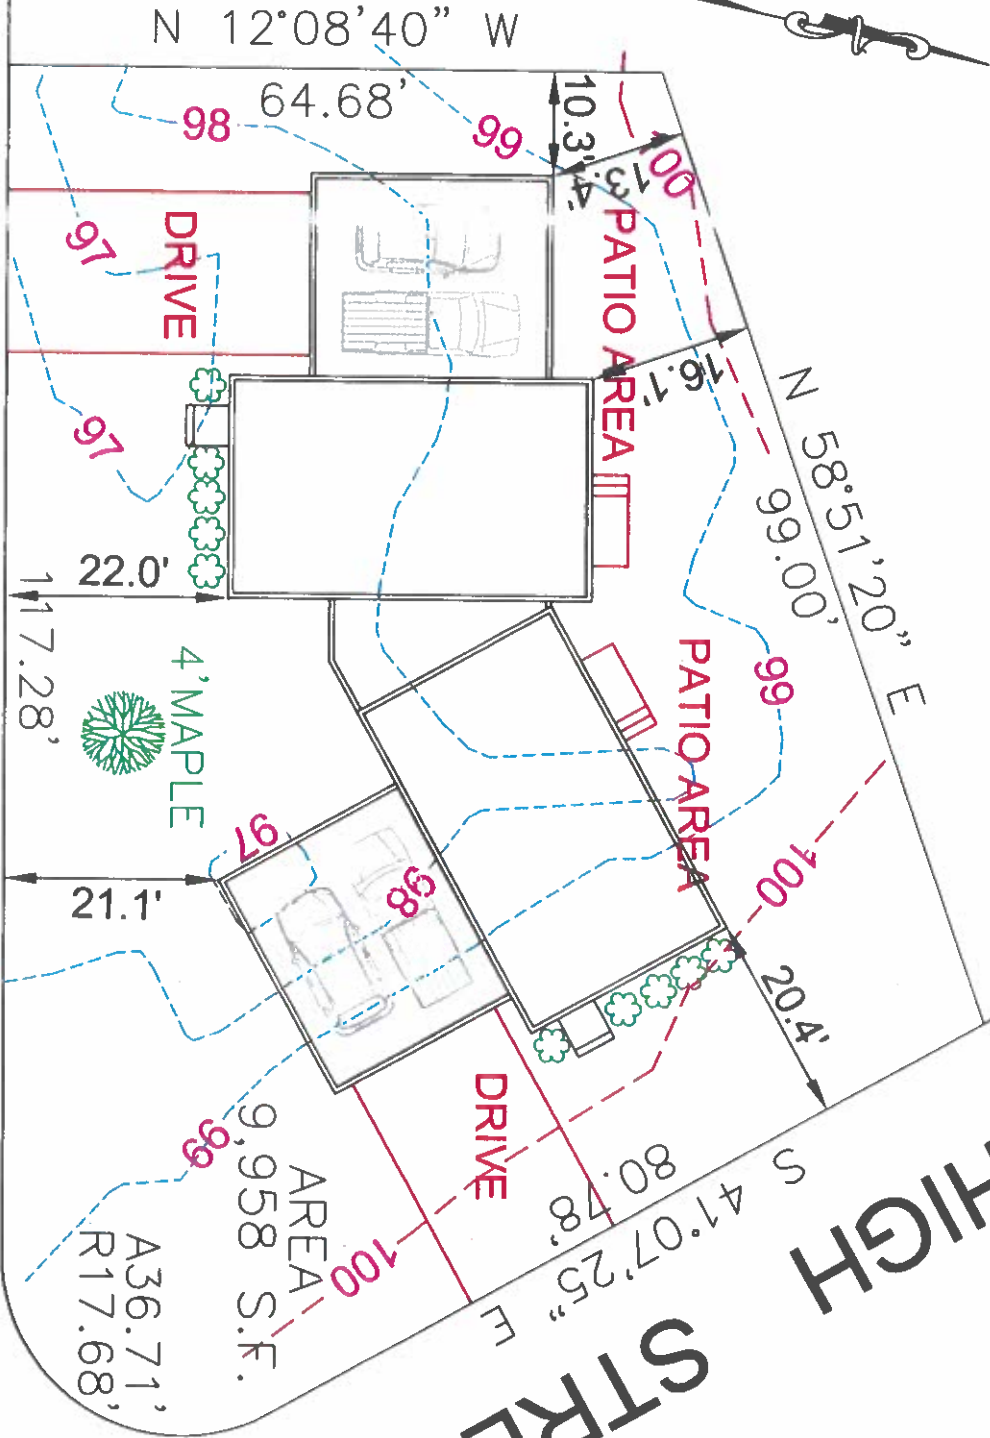 N 12°08'40" W
64.68'
10.3'
13.4'
98
99
100
97
DRIVE
PATIO AREA
16.1'
N 58°51'20" E
99.00'
97
22.0'
117.28'
4' MAPLE
PATIO AREA
99
100
97
98
21.1'
20.4'
DRIVE
S 41°07'25" E
80.78'
99
100
AREA
9,958 S.F.
A36.71'
R17.68'
HIGH
STRE